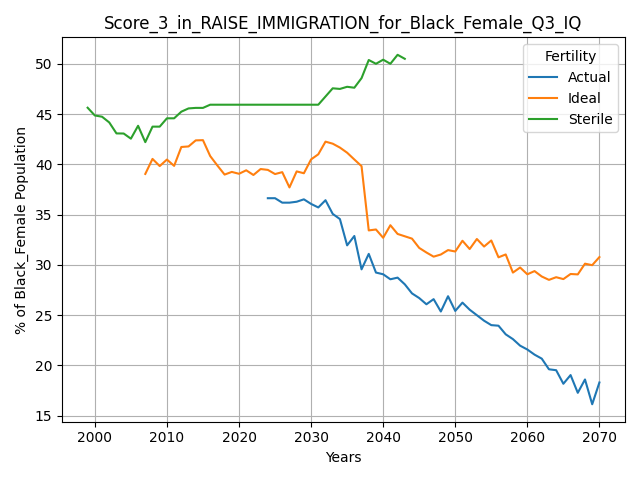 Score_3_in_RAISE_IMMIGRATION_for_Black_Female_Q3_IQ
Fertility
Actual
Ideal
Sterile
% of Black_Female Population
50
45
40
35
30
25
20
15
2000 2010 2020 2030 2040 2050 2060 2070
Years